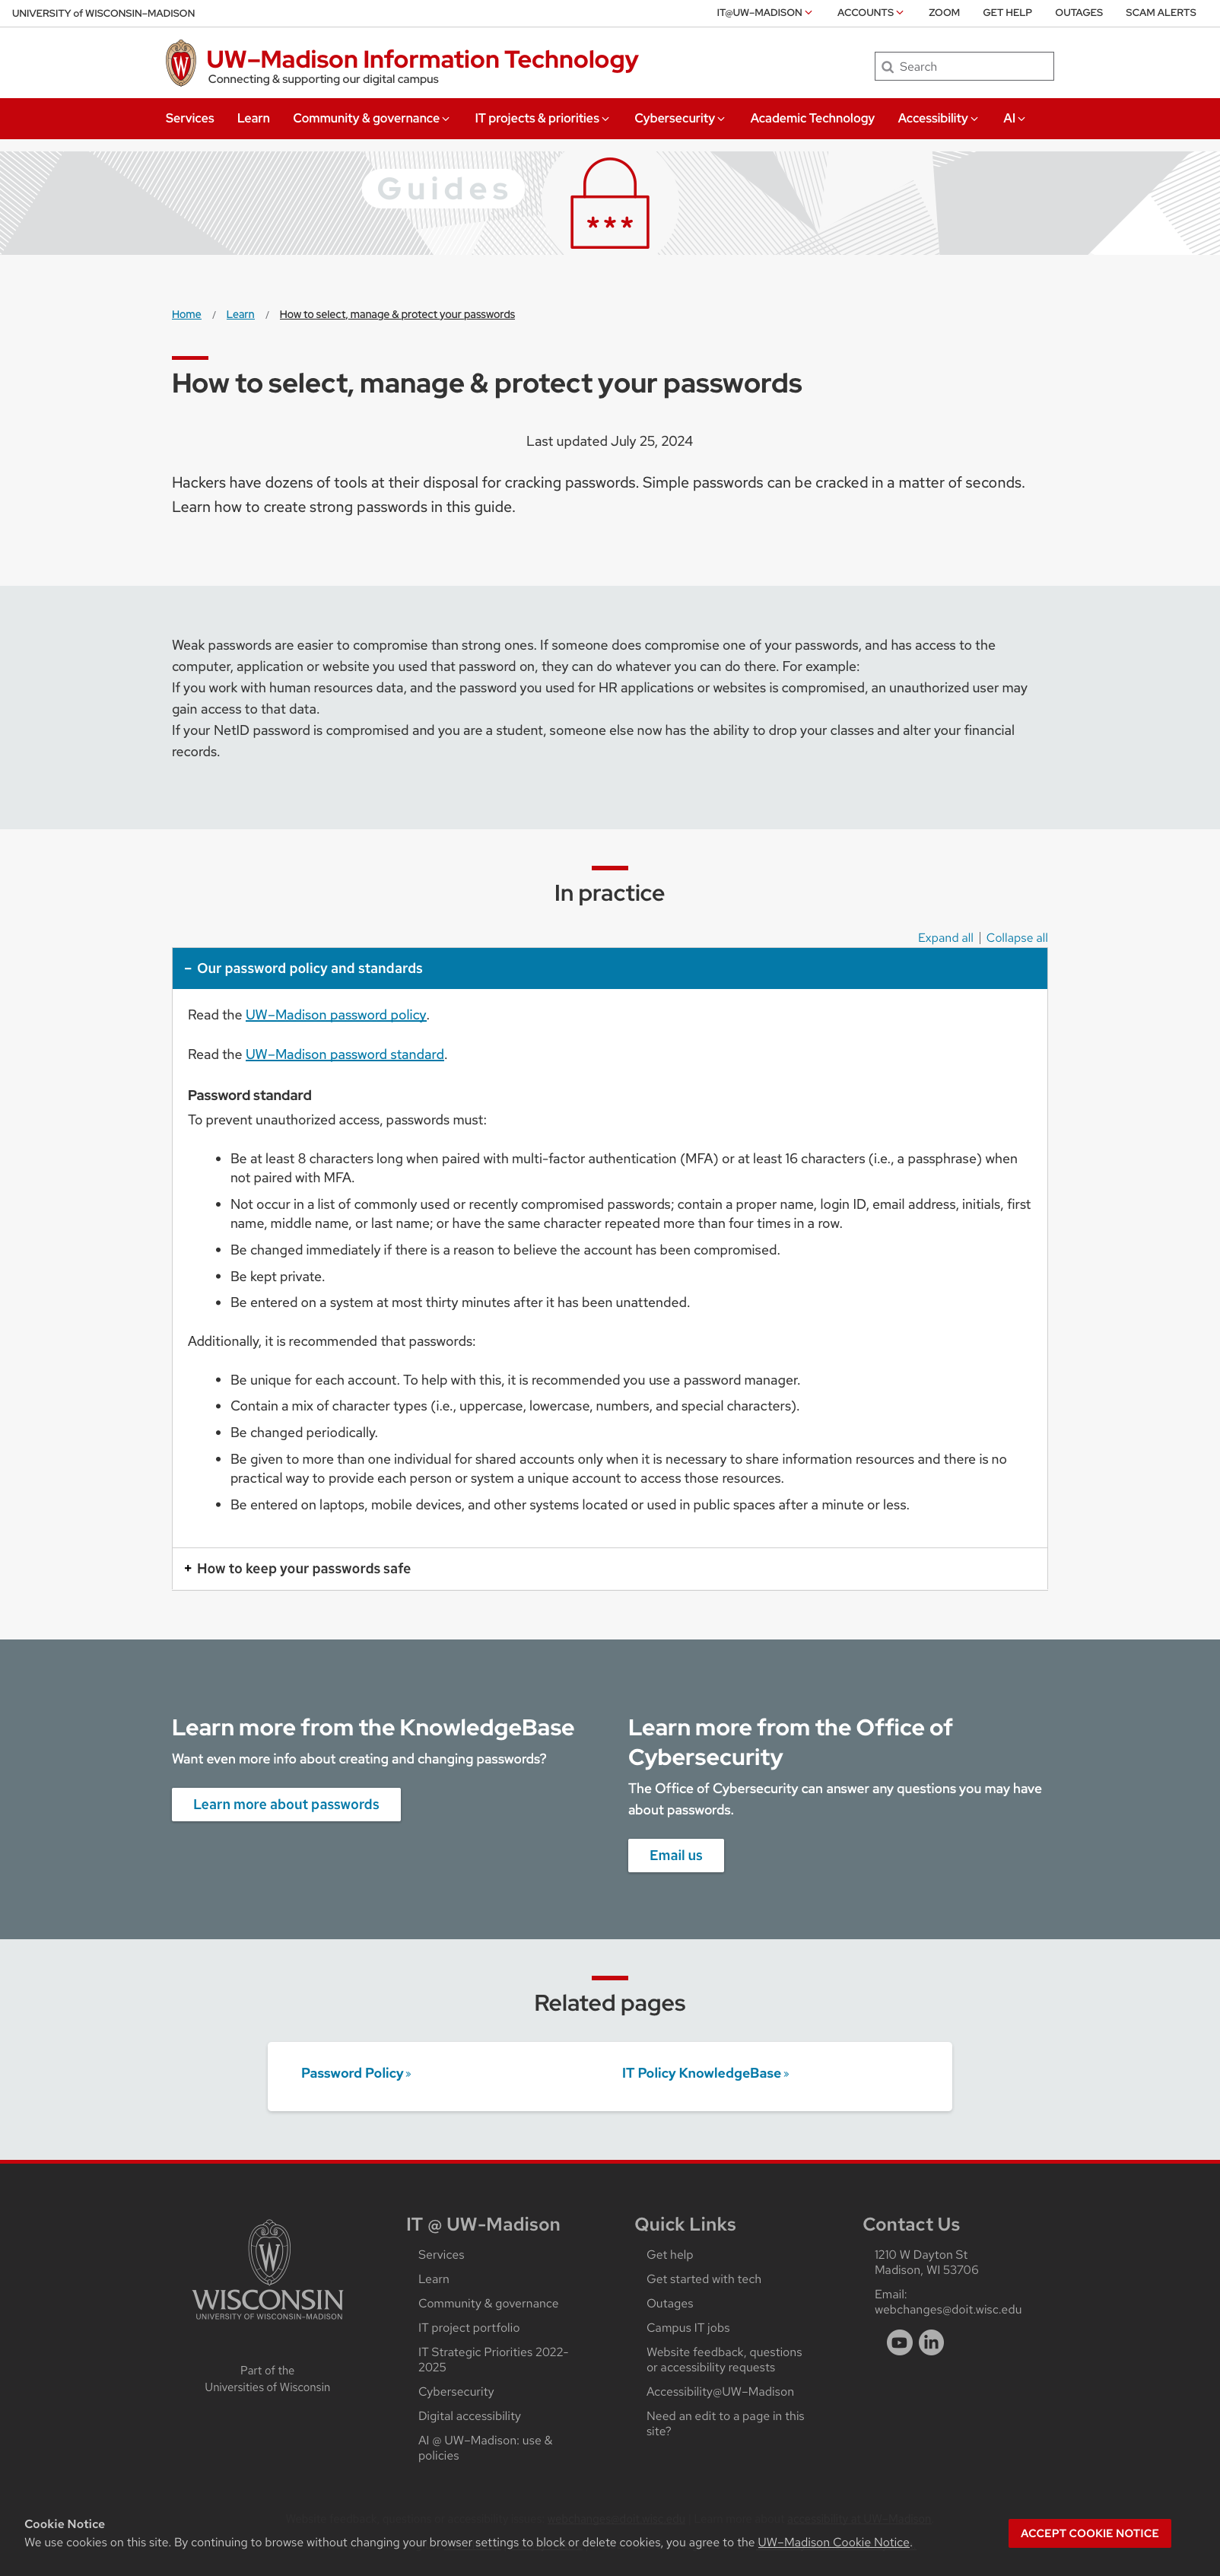 UNIVERSITY of WISCONSIN–MADISON
IT@UW–MADISON
ACCOUNTS
ZOOM
GET HELP
OUTAGES
SCAM ALERTS
W
UW–Madison Information Technology
Connecting & supporting our digital campus
Search
Services
Learn
Community & governance
IT projects & priorities
Cybersecurity
Academic Technology
Accessibility
AI
Guides
***
Home / Learn / How to select, manage & protect your passwords
How to select, manage & protect your passwords
Last updated July 25, 2024
Hackers have dozens of tools at their disposal for cracking passwords. Simple passwords can be cracked in a matter of seconds.
Learn how to create strong passwords in this guide.
Weak passwords are easier to compromise than strong ones. If someone does compromise one of your passwords, and has access to the
computer, application or website you used that password on, they can do whatever you can do there. For example:
If you work with human resources data, and the password you used for HR applications or websites is compromised, an unauthorized user may
gain access to that data.
If your NetID password is compromised and you are a student, someone else now has the ability to drop your classes and alter your financial
records.
In practice
Expand all | Collapse all
– Our password policy and standards
Read the UW–Madison password policy.
Read the UW–Madison password standard.
Password standard
To prevent unauthorized access, passwords must:
• Be at least 8 characters long when paired with multi-factor authentication (MFA) or at least 16 characters (i.e., a passphrase) when
not paired with MFA.
• Not occur in a list of commonly used or recently compromised passwords; contain a proper name, login ID, email address, initials, first
name, middle name, or last name; or have the same character repeated more than four times in a row.
• Be changed immediately if there is a reason to believe the account has been compromised.
• Be kept private.
• Be entered on a system at most thirty minutes after it has been unattended.
Additionally, it is recommended that passwords:
• Be unique for each account. To help with this, it is recommended you use a password manager.
• Contain a mix of character types (i.e., uppercase, lowercase, numbers, and special characters).
• Be changed periodically.
• Be given to more than one individual for shared accounts only when it is necessary to share information resources and there is no
practical way to provide each person or system a unique account to access those resources.
• Be entered on laptops, mobile devices, and other systems located or used in public spaces after a minute or less.
+ How to keep your passwords safe
Learn more from the KnowledgeBase
Want even more info about creating and changing passwords?
Learn more about passwords
Learn more from the Office of
Cybersecurity
The Office of Cybersecurity can answer any questions you may have
about passwords.
Email us
Related pages
Password Policy »
IT Policy KnowledgeBase »
W
WISCONSIN
UNIVERSITY OF WISCONSIN–MADISON
Part of the
Universities of Wisconsin
IT @ UW-Madison
Services
Learn
Community & governance
IT project portfolio
IT Strategic Priorities 2022-
2025
Cybersecurity
Digital accessibility
AI @ UW–Madison: use &
policies
Quick Links
Get help
Get started with tech
Outages
Campus IT jobs
Website feedback, questions
or accessibility requests
Accessibility@UW–Madison
Need an edit to a page in this
site?
Contact Us
1210 W Dayton St
Madison, WI 53706
Email:
webchanges@doit.wisc.edu
in
Cookie Notice
We use cookies on this site. By continuing to browse without changing your browser settings to block or delete cookies, you agree to the UW–Madison Cookie Notice.
ACCEPT COOKIE NOTICE